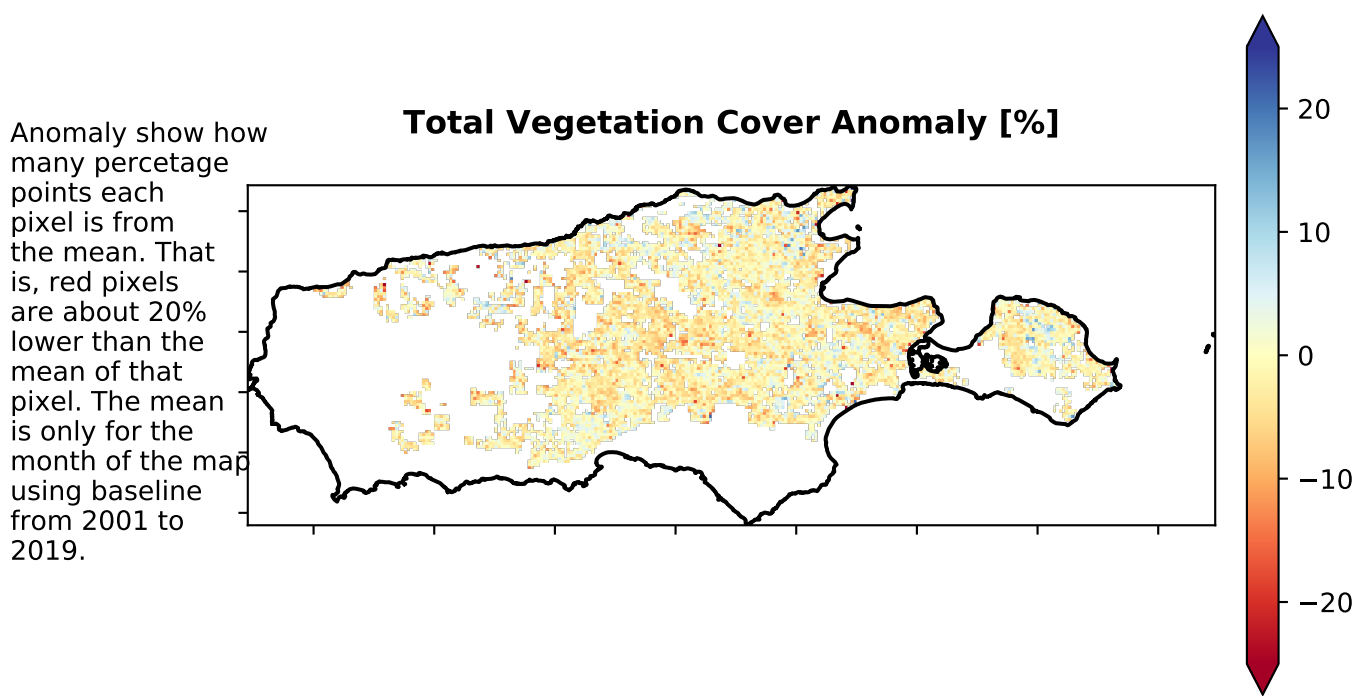 Total Vegetation Cover Anomaly [%]
Anomaly show how
many percetage
points each
pixel is from
the mean. That
is, red pixels
are about 20%
lower than the
mean of that
pixel. The mean
is only for the
month of the map
using baseline
from 2001 to
2019.
20
10
0
−10
−20